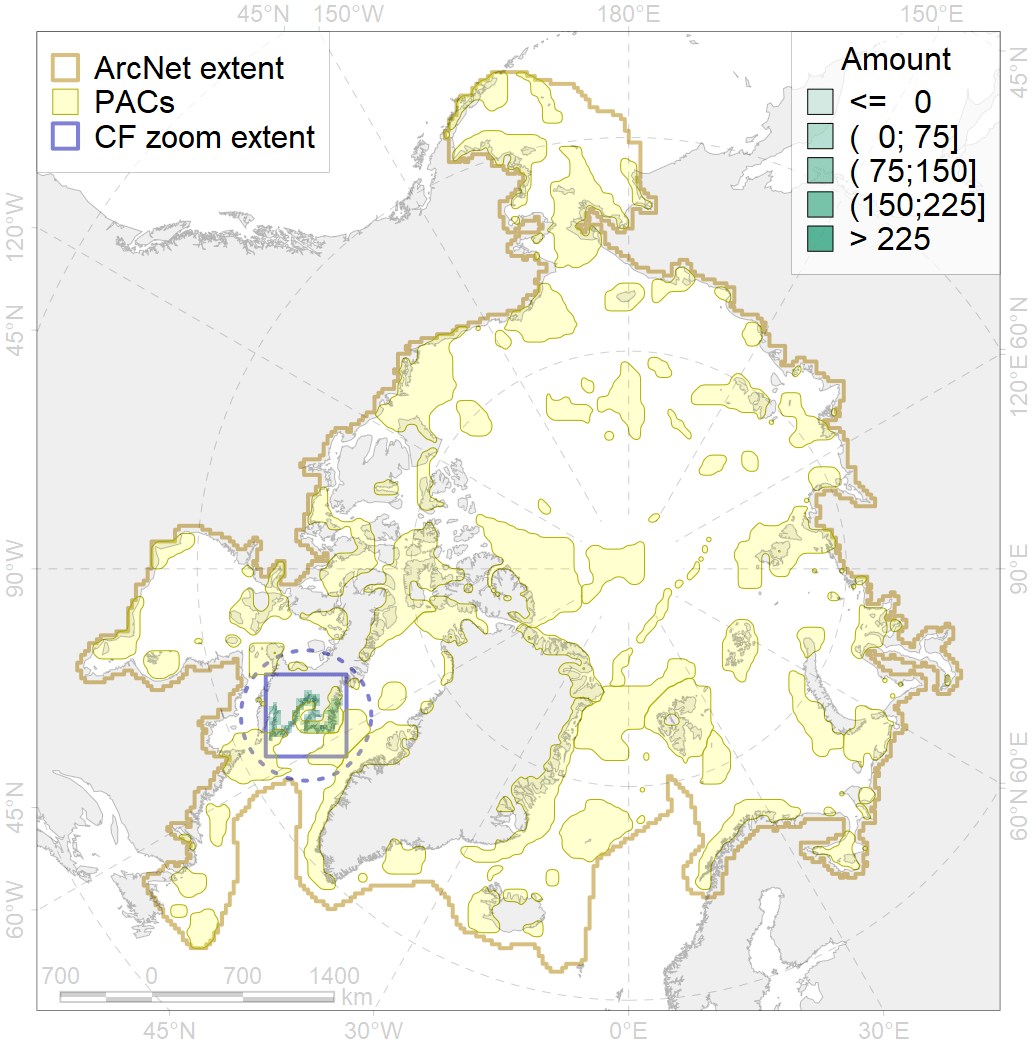 45°N 150°W 180°E 150°E
ArcNet extent
PACs
CF zoom extent
Amount
<= 0
( 0; 75]
( 75;150]
(150;225]
> 225
45°N
120°W
60°N
45°N
120°E
90°W
90°E
60°E
45°N
60°N
60°W
700 0 700 1400
km
45°N 30°W 0°E 30°E